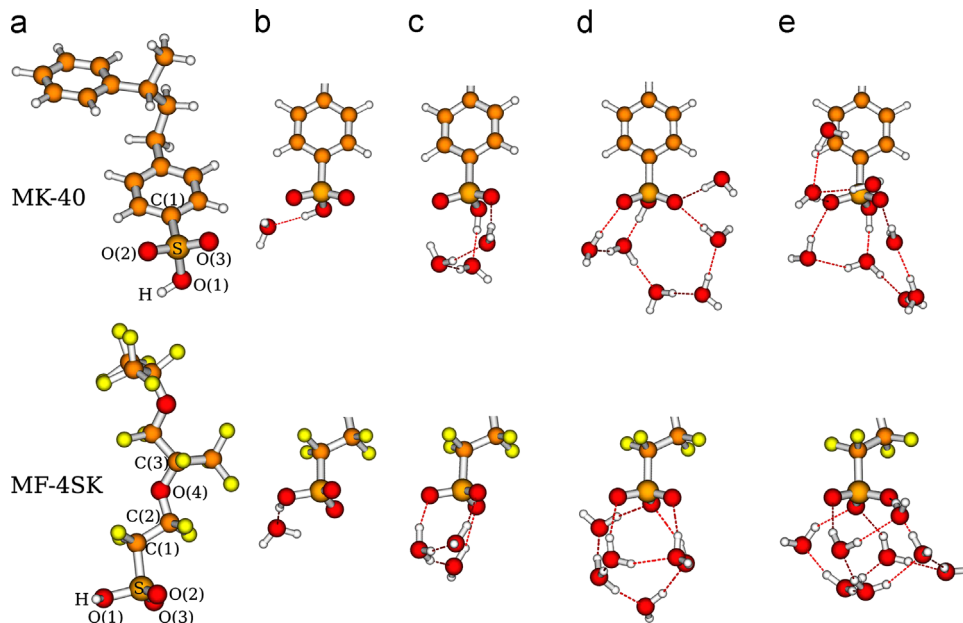 a b c d e
C(1)
MK-40
O(2) S O(3)
H O(1)
C(3)
MF-4SK
O(4)
C(2)
C(1)
S O(2)
H O(1) O(3)